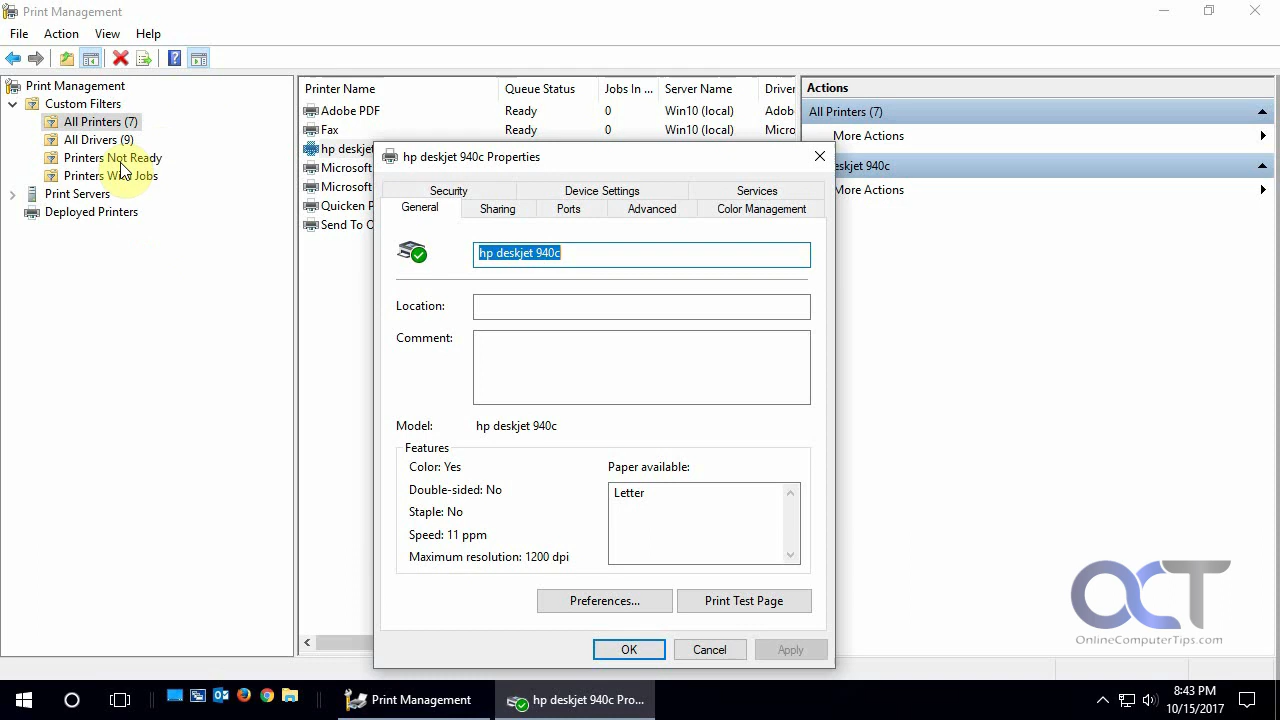 Print Management
File Action View Help
Print Management
Custom Filters
All Printers (7)
All Drivers (9)
Printers Not Ready
Printers With Jobs
Print Servers
Deployed Printers
Printer Name Queue Status Jobs In ... Server Name Driver
Adobe PDF Ready 0 Win10 (local) Adobe
Fax Ready 0 Win10 (local) Micro
hp deskjet
Microsoft
Microsoft
Quicken P
Send To O
Actions
All Printers (7)
More Actions
eskjet 940c
More Actions
hp deskjet 940c Properties
Security Device Settings Services
General Sharing Ports Advanced Color Management
hp deskjet 940c
Location:
Comment:
Model: hp deskjet 940c
Features
Color: Yes
Double-sided: No
Staple: No
Speed: 11 ppm
Maximum resolution: 1200 dpi
Paper available:
Letter
Preferences... Print Test Page
OK Cancel Apply
OCT
OnlineComputerTips.com
Print Management
hp deskjet 940c Pro...
8:43 PM
10/15/2017